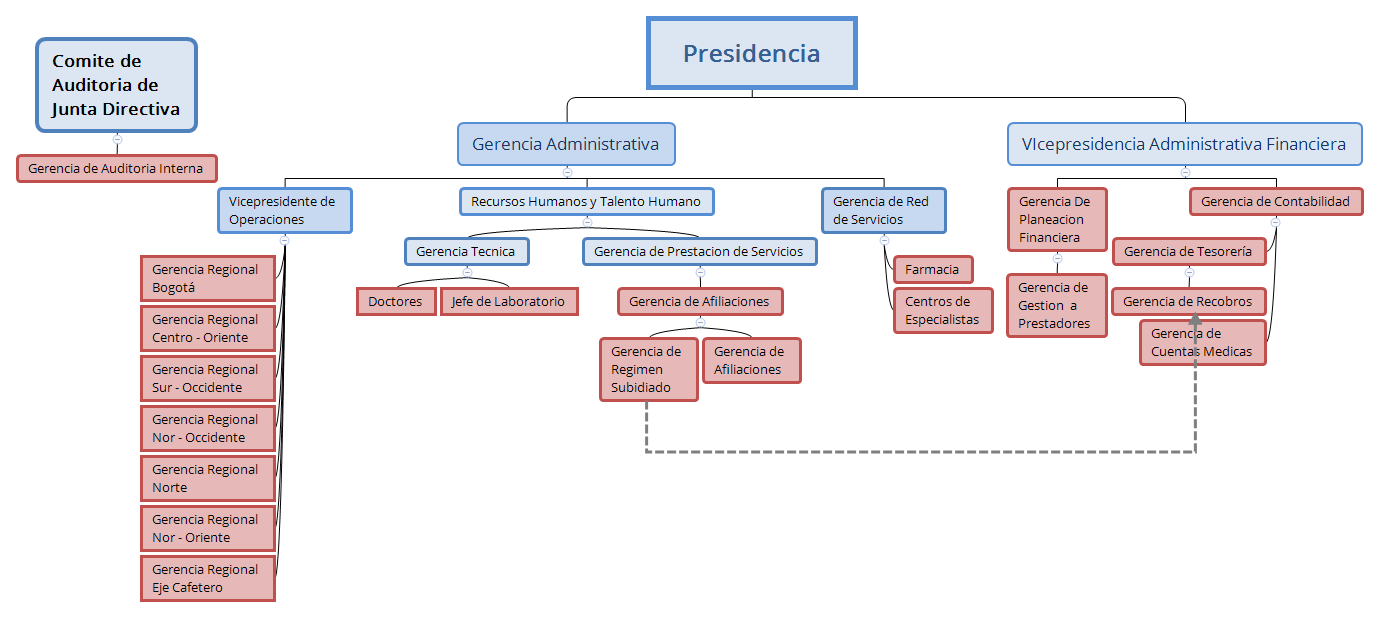 Presidencia
Comite de
Auditoria de
Junta Directiva
Gerencia de Auditoria Interna
Gerencia Administrativa
VIcepresidencia Administrativa Financiera
Vicepresidente de
Operaciones
Recursos Humanos y Talento Humano
Gerencia de Red
de Servicios
Gerencia De
Planeacion
Financiera
Gerencia de Contabilidad
Gerencia Regional
Bogotá
Gerencia Regional
Centro - Oriente
Gerencia Regional
Sur - Occidente
Gerencia Regional
Nor - Occidente
Gerencia Regional
Norte
Gerencia Regional
Nor - Oriente
Gerencia Regional
Eje Cafetero
Gerencia Tecnica
Gerencia de Prestacion de Servicios
Doctores
Jefe de Laboratorio
Gerencia de Afiliaciones
Gerencia de
Regimen
Subidiado
Gerencia de
Afiliaciones
Farmacia
Centros de
Especialistas
Gerencia de
Gestion a
Prestadores
Gerencia de Tesorería
Gerencia de Recobros
Gerencia de
Cuentas Medicas